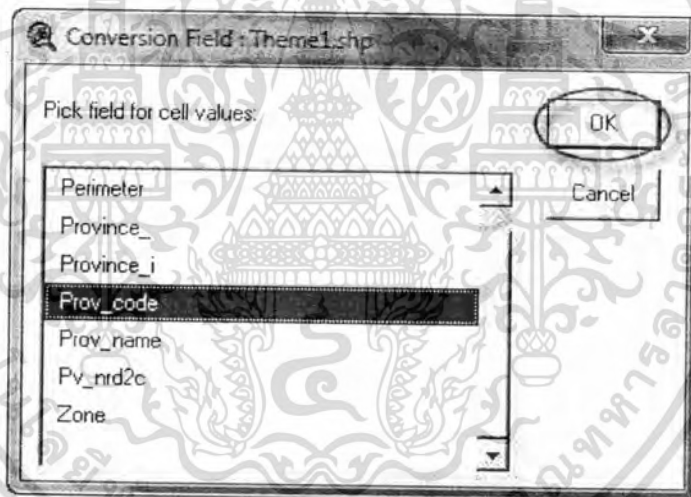 Conversion Field : Theme1.shp
Pick field for cell values:
OK
Cancel
Perimeter
Province_
Province_i
Prov_code
Prov_name
Pv_nrd2c
Zone